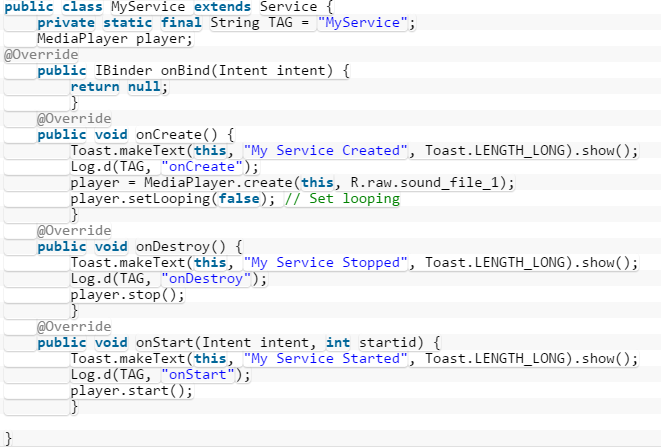 public class MyService extends Service {
    private static final String TAG = "MyService";
    MediaPlayer player;
@Override
    public IBinder onBind(Intent intent) {
        return null;
        }
    @Override
    public void onCreate() {
        Toast.makeText(this, "My Service Created", Toast.LENGTH_LONG).show();
        Log.d(TAG, "onCreate");
        player = MediaPlayer.create(this, R.raw.sound_file_1);
        player.setLooping(false); // Set looping
        }
    @Override
    public void onDestroy() {
        Toast.makeText(this, "My Service Stopped", Toast.LENGTH_LONG).show();
        Log.d(TAG, "onDestroy");
        player.stop();
        }
    @Override
    public void onStart(Intent intent, int startid) {
        Toast.makeText(this, "My Service Started", Toast.LENGTH_LONG).show();
        Log.d(TAG, "onStart");
        player.start();
        }

}